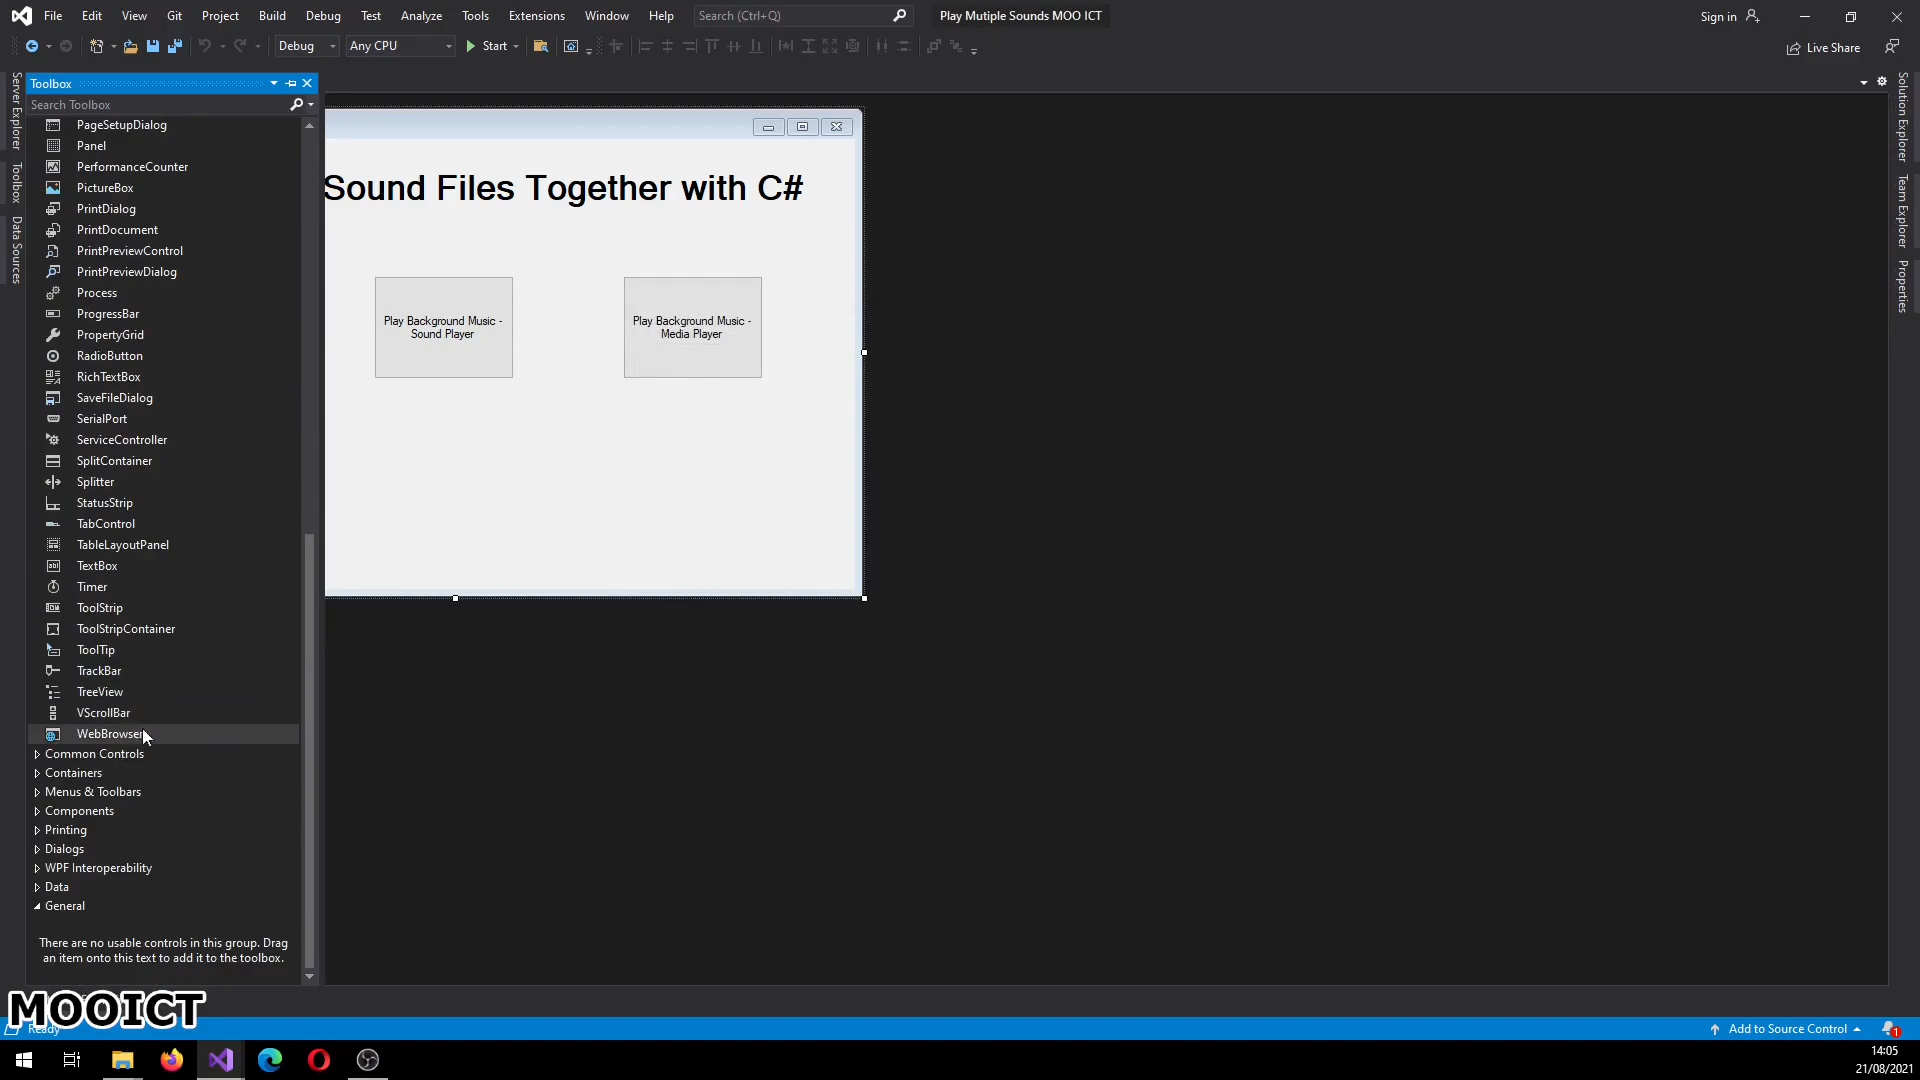 File Edit View Git Project Build Debug Test Analyze Tools Extensions Window Help Search (Ctrl+Q) Play Mutiple Sounds MOO ICT Sign in
Debug Any CPU Start Live Share
Server Explorer
Toolbox
Data Sources
Toolbox
Search Toolbox
PageSetupDialog
Panel
PerformanceCounter
PictureBox
PrintDialog
PrintDocument
PrintPreviewControl
PrintPreviewDialog
Process
ProgressBar
PropertyGrid
RadioButton
RichTextBox
SaveFileDialog
SerialPort
ServiceController
SplitContainer
Splitter
StatusStrip
TabControl
TableLayoutPanel
TextBox
Timer
ToolStrip
ToolStripContainer
ToolTip
TrackBar
TreeView
VScrollBar
WebBrowser
Common Controls
Containers
Menus & Toolbars
Components
Printing
Dialogs
WPF Interoperability
Data
General
There are no usable controls in this group. Drag
an item onto this text to add it to the toolbox.
Sound Files Together with C#
Play Background Music -
Sound Player
Play Background Music -
Media Player
Solution Explorer
Team Explorer
Properties
MOOICT
Ready
Add to Source Control
1
14:05
21/08/2021